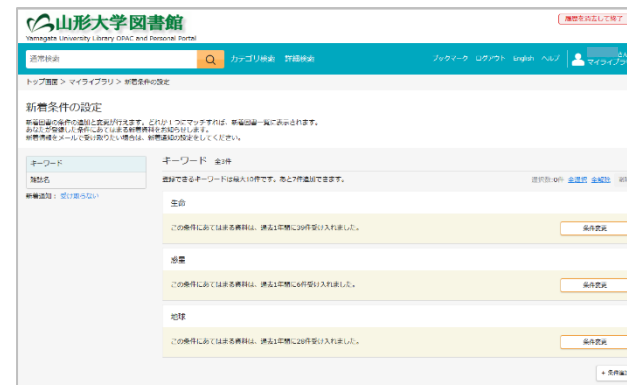 山形大学図書館
Yamagata University Library OPAC and Personal Portal
履歴を消去して終了
通常検索
カテゴリ検索 詳細検索
ブックマーク ログアウト English ヘルプ
さん
マイライブラリ
トップ画面 > マイライブラリ > 新着条件の設定
新着条件の設定
新着図書の条件の追加と変更が行えます。どれか1つにマッチすれば、新着図書一覧に表示されます。
あなたが登録した条件にあてはまる新着資料をお知らせします。
新着情報をメールで受け取りたい場合は、新着通知の設定をしてください。
キーワード
雑誌名
新着通知: 受け取らない
キーワード 全3件
登録できるキーワードは最大10件です。あと7件追加できます。
選択数:0件 全選択 全解除
生命
この条件にあてはまる資料は、過去1年間に39件受け入れました。
条件変更
惑星
この条件にあてはまる資料は、過去1年間に6件受け入れました。
条件変更
地球
この条件にあてはまる資料は、過去1年間に28件受け入れました。
条件変更
+ 条件追